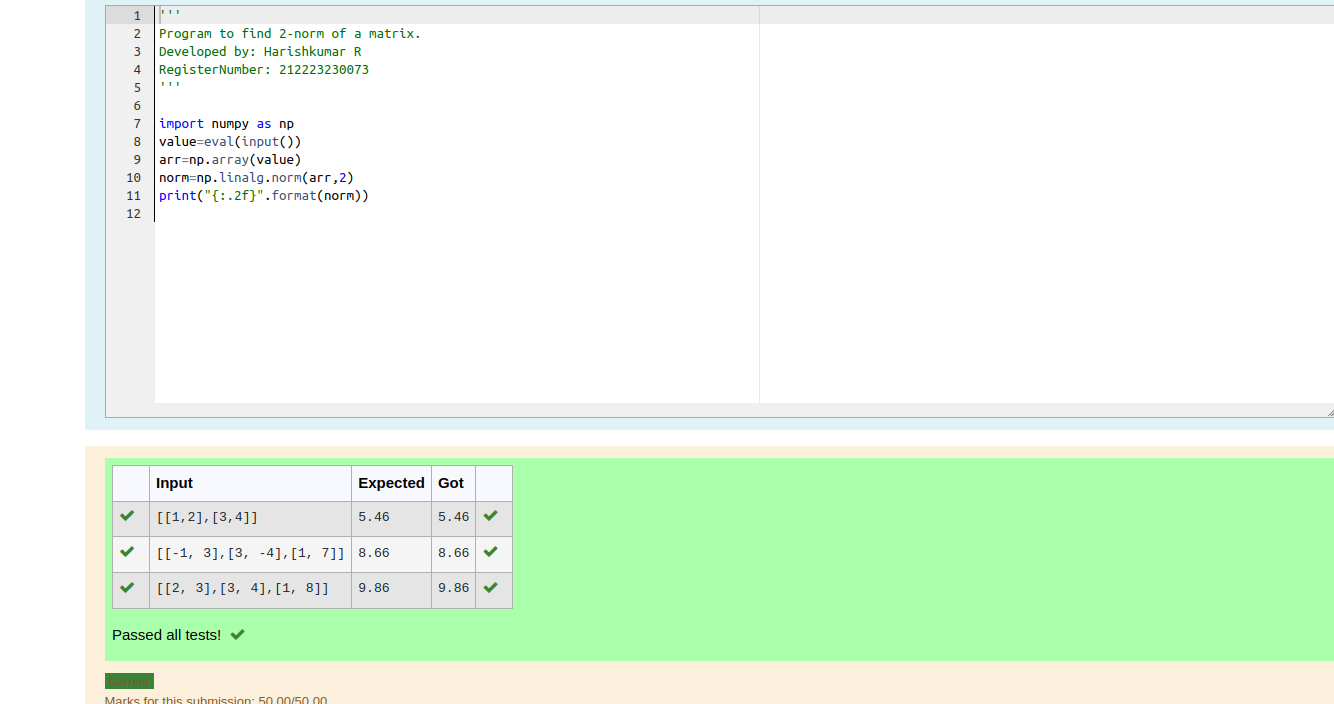 1 '''
2 Program to find 2-norm of a matrix.
3 Developed by: Harishkumar R
4 RegisterNumber: 212223230073
5 '''
6
7 import numpy as np
8 value=eval(input())
9 arr=np.array(value)
10 norm=np.linalg.norm(arr,2)
11 print("{:.2f}".format(norm))
12
Input Expected Got
[[1,2],[3,4]] 5.46 5.46
[[-1, 3],[3, -4],[1, 7]] 8.66 8.66
[[2, 3],[3, 4],[1, 8]] 9.86 9.86
Passed all tests!
Correct
Marks for this submission: 50.00/50.00